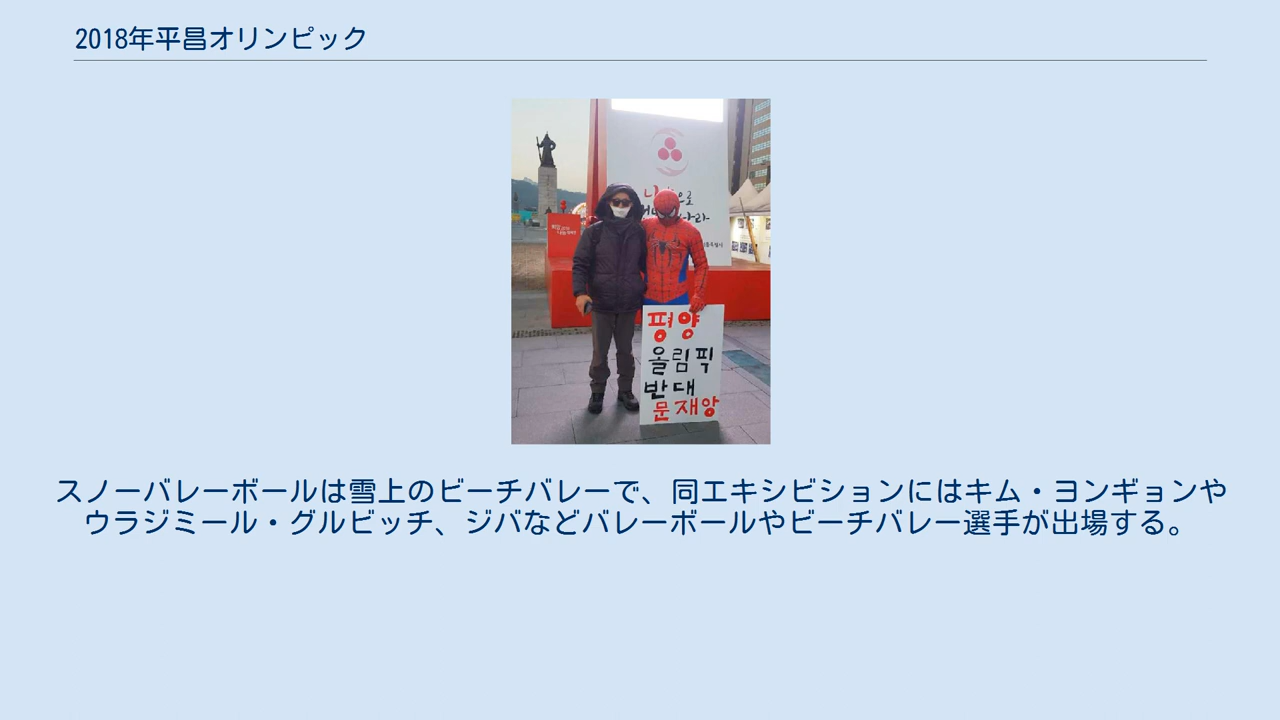 2018年平昌オリンピック
으로
나라
평양
올림픽
반대
문재앙
スノーバレーボールは雪上のビーチバレーで、同エキシビションにはキム・ヨンギョンや
ウラジミール・グルビッチ、ジバなどバレーボールやビーチバレー選手が出場する。